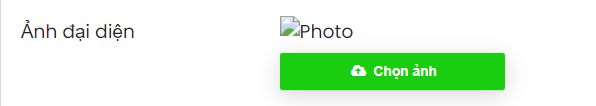 Ảnh đại diện
Photo
Chọn ảnh